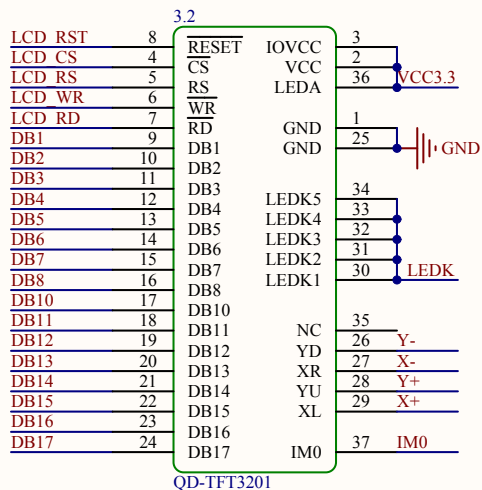 3.2
LCD_RST 8 RESET IOVCC 3
LCD_CS 4 CS VCC 2
LCD_RS 5 RS LEDA 36 VCC3.3
LCD_WR 6 WR
LCD_RD 7 RD GND 1
DB1 9 DB1 GND 25 GND
DB2 10 DB2
DB3 11 DB3 LEDK5 34
DB4 12 DB4 LEDK4 33
DB5 13 DB5 LEDK3 32
DB6 14 DB6 LEDK2 31
DB7 15 DB7 LEDK1 30 LEDK
DB8 16 DB8
DB10 17 DB10
DB11 18 DB11 NC 35
DB12 19 DB12 YD 26 Y-
DB13 20 DB13 XR 27 X-
DB14 21 DB14 YU 28 Y+
DB15 22 DB15 XL 29 X+
DB16 23 DB16
DB17 24 DB17 IM0 37 IM0
QD-TFT3201